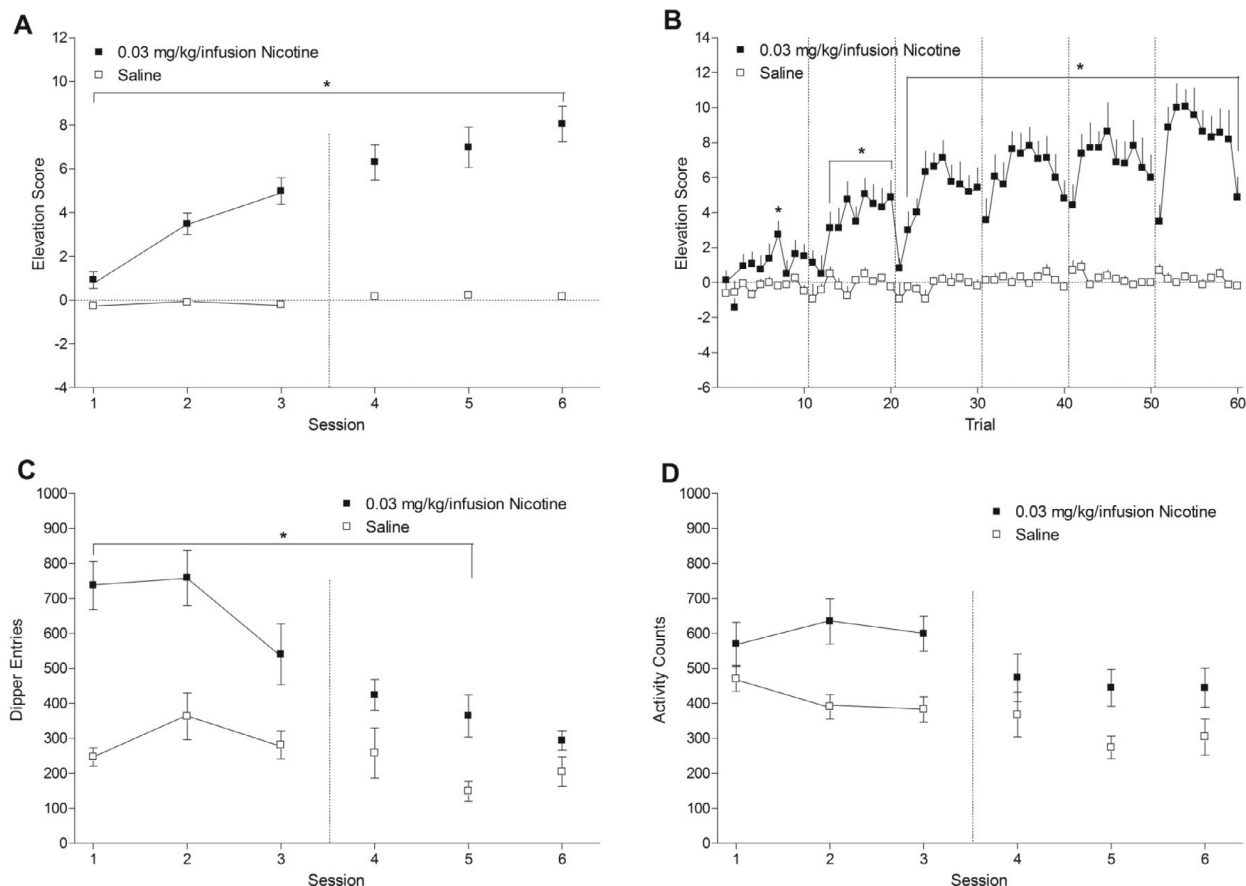 A
0.03 mg/kg/infusion Nicotine
Saline
*
Elevation Score
12
10
8
6
4
2
0
-2
-4
1 2 3 4 5 6
Session
B
0.03 mg/kg/infusion Nicotine
Saline
*
*
*
Elevation Score
14
12
10
8
6
4
2
0
-2
-4
-6
10 20 30 40 50 60
Trial
C
0.03 mg/kg/infusion Nicotine
Saline
*
Dipper Entries
1000
900
800
700
600
500
400
300
200
100
0
1 2 3 4 5 6
Session
D
0.03 mg/kg/infusion Nicotine
Saline
Activity Counts
1000
900
800
700
600
500
400
300
200
100
0
1 2 3 4 5 6
Session